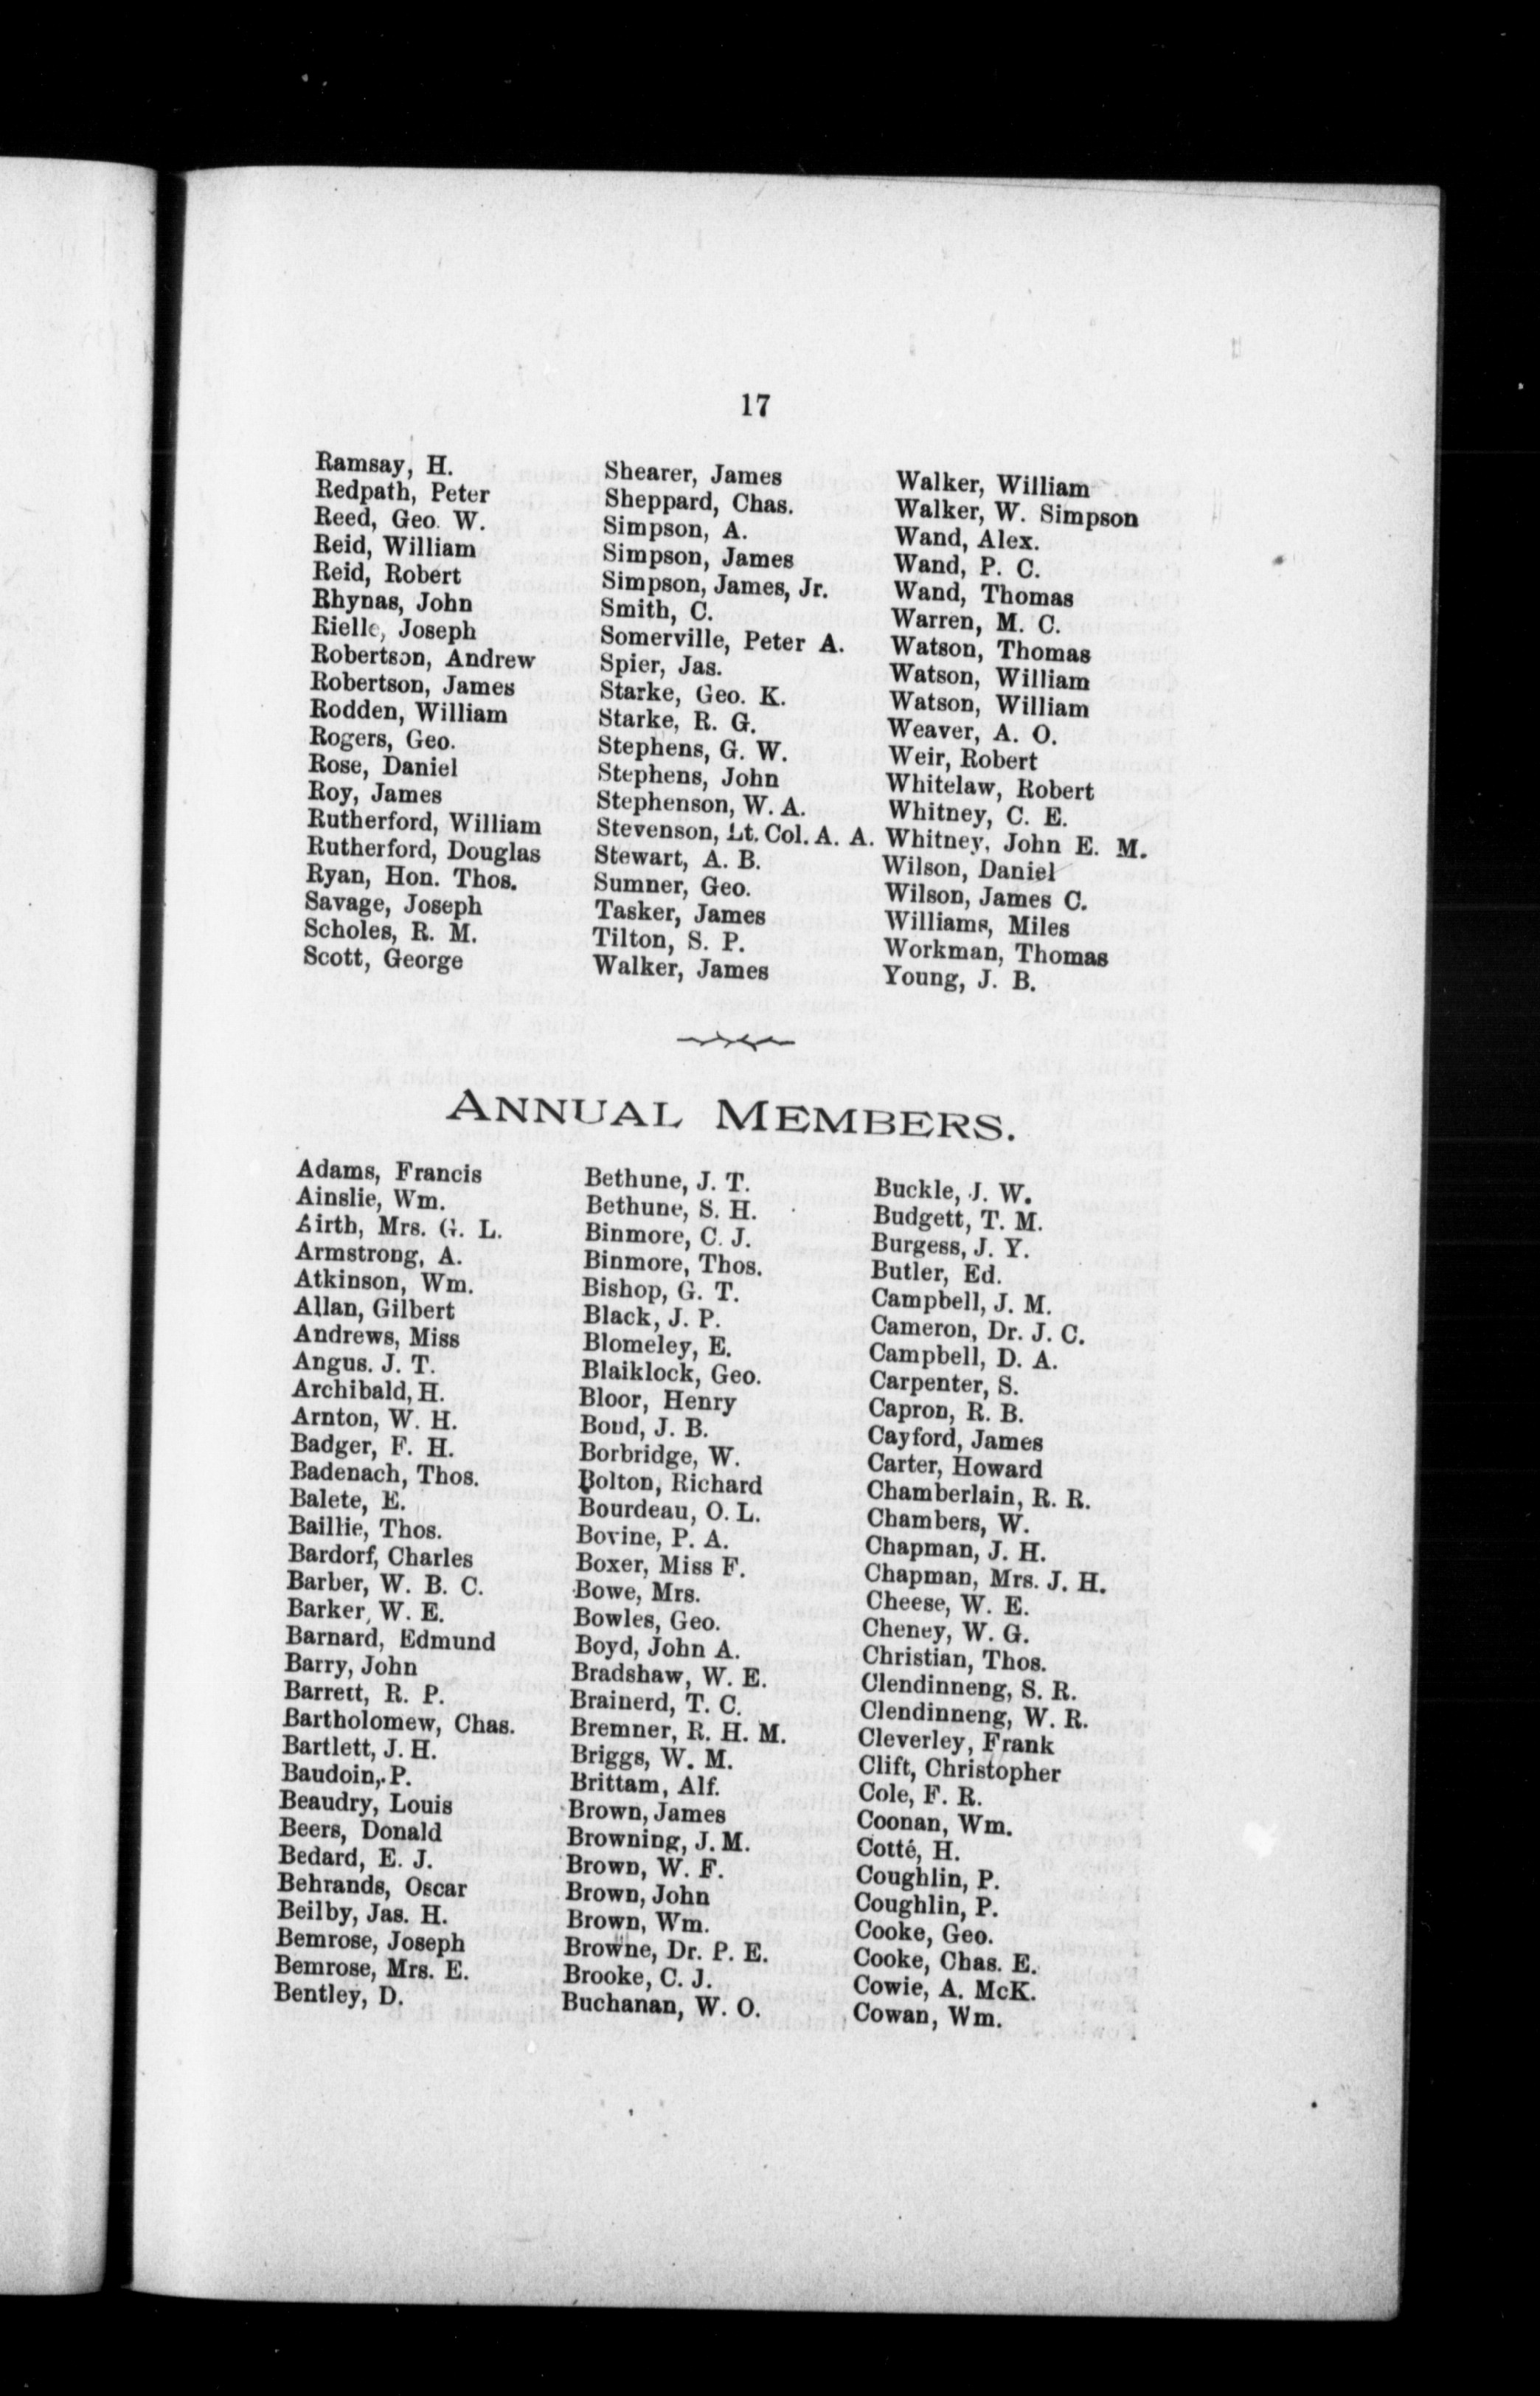 17
Ramsay, H.
Redpath, Peter
Reed, Geo. W.
Reid, William
Reid, Robert
Rhynas, John
Rielle, Joseph
Robertson, Andrew
Robertson, James
Rodden, William
Rogers, Geo.
Rose, Daniel
Roy, James
Rutherford, William
Rutherford, Douglas
Ryan, Hon. Thos.
Savage, Joseph
Scholes, R. M.
Scott, George
Shearer, James
Sheppard, Chas.
Simpson, A.
Simpson, James
Simpson, James, Jr.
Smith, C.
Somerville, Peter A.
Spier, Jas.
Starke, Geo. K.
Starke, R. G.
Stephens, G. W.
Stephens, John
Stephenson, W. A.
Stevenson, Lt. Col. A. A.
Stewart, A. B.
Sumner, Geo.
Tasker, James
Tilton, S. P.
Walker, James
Walker, William
Walker, W. Simpson
Wand, Alex.
Wand, P. C.
Wand, Thomas
Warren, M. C.
Watson, Thomas
Watson, William
Watson, William
Weaver, A. O.
Weir, Robert
Whitelaw, Robert
Whitney, C. E.
Whitney, John E. M.
Wilson, Daniel
Wilson, James C.
Williams, Miles
Workman, Thomas
Young, J. B.
ANNUAL MEMBERS.
Adams, Francis
Ainslie, Wm.
Airth, Mrs. G. L.
Armstrong, A.
Atkinson, Wm.
Allan, Gilbert
Andrews, Miss
Angus. J. T.
Archibald, H.
Arnton, W. H.
Badger, F. H.
Badenach, Thos.
Balete, E.
Baillie, Thos.
Bardorf, Charles
Barber, W. B. C.
Barker, W. E.
Barnard, Edmund
Barry, John
Barrett, R. P.
Bartholomew, Chas.
Bartlett, J. H.
Baudoin, P.
Beaudry, Louis
Beers, Donald
Bedard, E. J.
Behrands, Oscar
Beilby, Jas. H.
Bemrose, Joseph
Bemrose, Mrs. E.
Bentley, D.
Bethune, J. T.
Bethune, S. H.
Binmore, C. J.
Binmore, Thos.
Bishop, G. T.
Black, J. P.
Blomeley, E.
Blaiklock, Geo.
Bloor, Henry
Bond, J. B.
Borbridge, W.
Bolton, Richard
Bourdeau, O. L.
Bovine, P. A.
Boxer, Miss F.
Bowe, Mrs.
Bowles, Geo.
Boyd, John A.
Bradshaw, W. E.
Brainerd, T. C.
Bremner, R. H. M.
Briggs, W. M.
Brittam, Alf.
Brown, James
Browning, J. M.
Brown, W. F.
Brown, John
Brown, Wm.
Browne, Dr. P. E.
Brooke, C. J.
Buchanan, W. O.
Buckle, J. W.
Budgett, T. M.
Burgess, J. Y.
Butler, Ed.
Campbell, J. M.
Cameron, Dr. J. C.
Campbell, D. A.
Carpenter, S.
Capron, R. B.
Cayford, James
Carter, Howard
Chamberlain, R. R.
Chambers, W.
Chapman, J. H.
Chapman, Mrs. J. H.
Cheese, W. E.
Cheney, W. G.
Christian, Thos.
Clendinneng, S. R.
Clendinneng, W. R.
Cleverley, Frank
Clift, Christopher
Cole, F. R.
Coonan, Wm.
Cotté, H.
Coughlin, P.
Coughlin, P.
Cooke, Geo.
Cooke, Chas. E.
Cowie, A. McK.
Cowan, Wm.